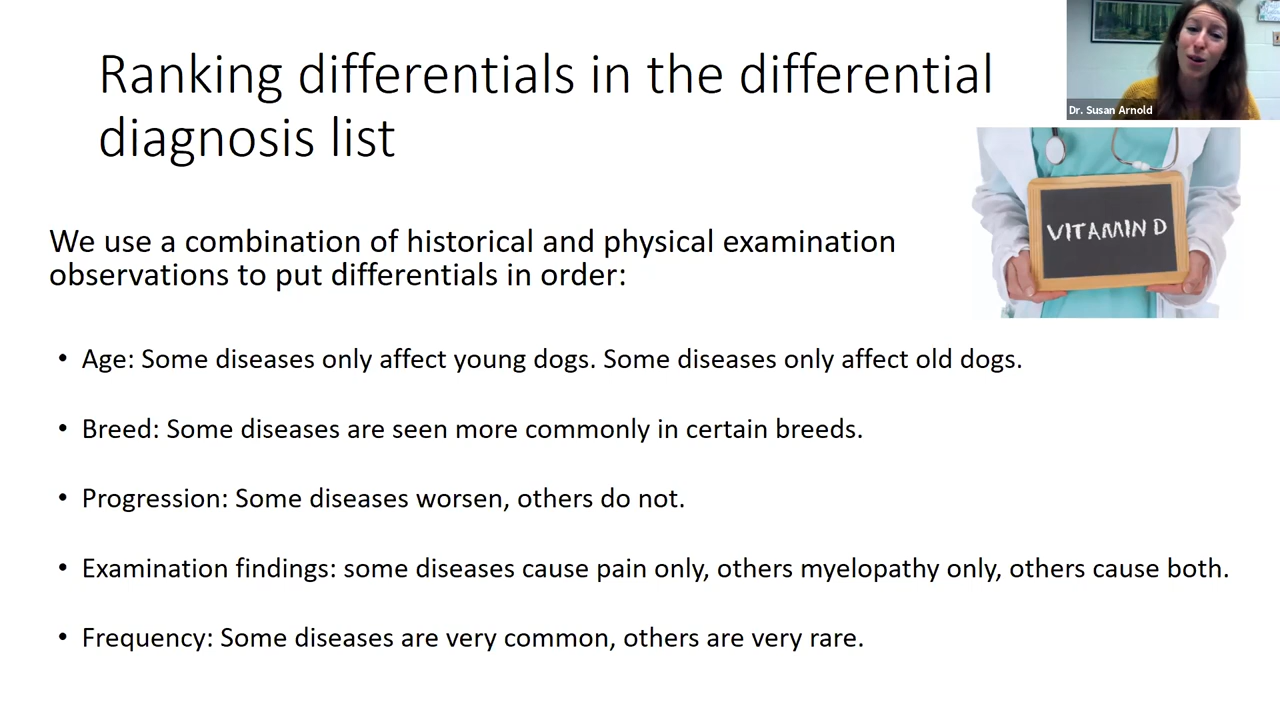 Ranking differentials in the differential
diagnosis list
Dr. Susan Arnold
VITAMIN D
We use a combination of historical and physical examination
observations to put differentials in order:
• Age: Some diseases only affect young dogs. Some diseases only affect old dogs.
• Breed: Some diseases are seen more commonly in certain breeds.
• Progression: Some diseases worsen, others do not.
• Examination findings: some diseases cause pain only, others myelopathy only, others cause both.
• Frequency: Some diseases are very common, others are very rare.